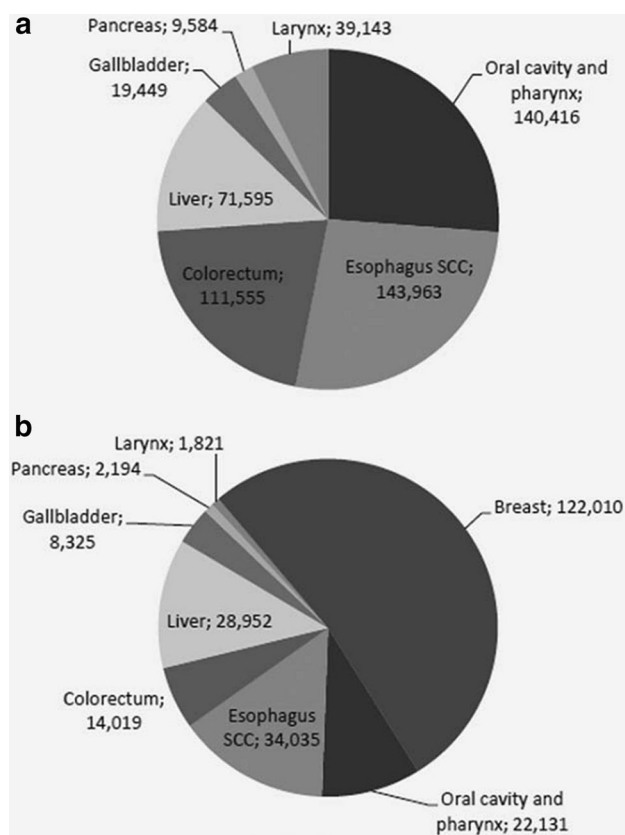 a
Pancreas; 9,584
Larynx; 39,143
Gallbladder;
19,449
Oral cavity and
pharynx;
140,416
Liver; 71,595
Esophagus SCC;
143,963
Colorectum;
111,555
b
Larynx; 1,821
Pancreas; 2,194
Gallbladder;
8,325
Breast; 122,010
Liver; 28,952
Colorectum;
14,019
Esophagus
SCC; 34,035
Oral cavity and
pharynx; 22,131